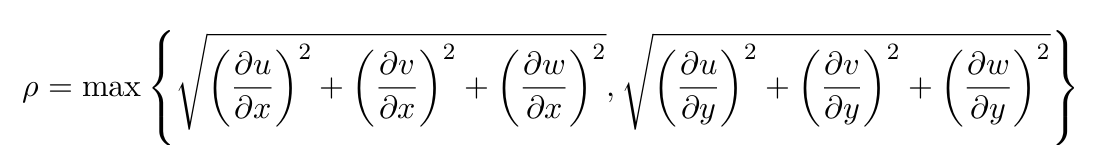 ρ = max { √( (∂u/∂x)² + (∂v/∂x)² + (∂w/∂x)² ), √( (∂u/∂y)² + (∂v/∂y)² + (∂w/∂y)² ) }